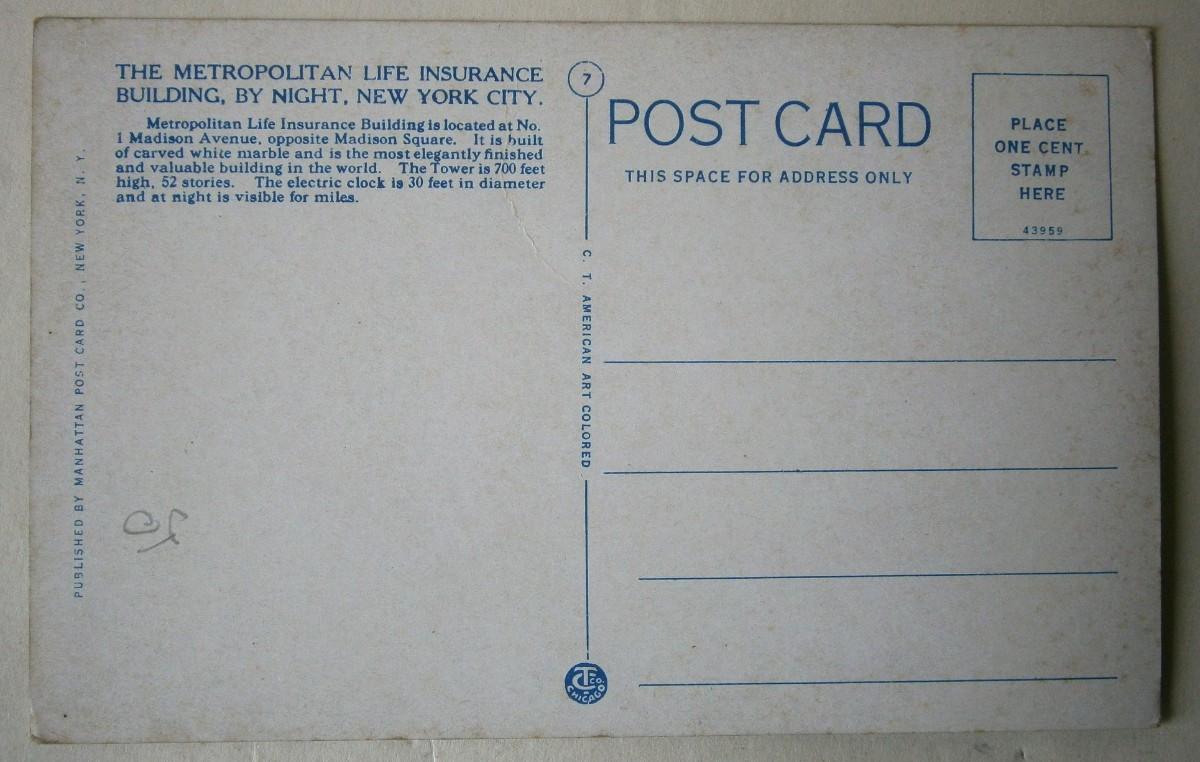 THE METROPOLITAN LIFE INSURANCE
BUILDING, BY NIGHT, NEW YORK CITY.
Metropolitan Life Insurance Building is located at No.
1 Madison Avenue, opposite Madison Square. It is built
of carved white marble and is the most elegantly finished
and valuable building in the world. The Tower is 700 feet
high, 52 stories. The electric clock is 30 feet in diameter
and at night is visible for miles.
PUBLISHED BY MANHATTAN POST CARD CO., NEW YORK, N. Y.
7
C. T. AMERICAN ART COLORED
CT CO.
CHICAGO
POST CARD
THIS SPACE FOR ADDRESS ONLY
PLACE
ONE CENT
STAMP
HERE
43959